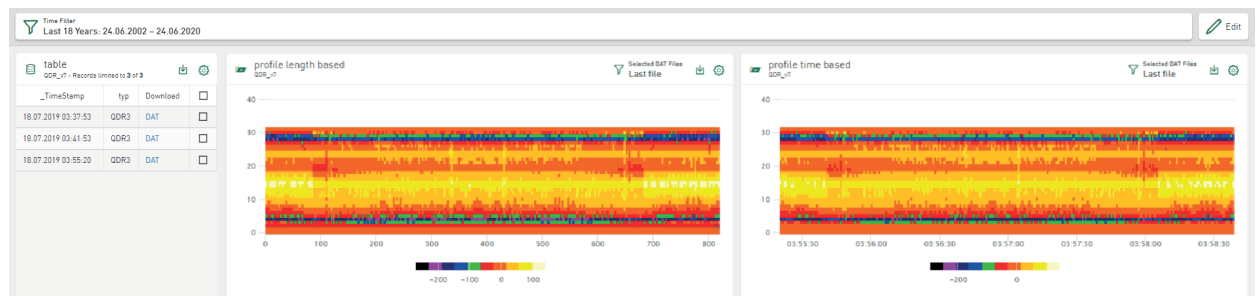 Time Filter
Last 18 Years: 24.06.2002 – 24.06.2020
Edit
table
QDR_v7 - Records limited to 3 of 3
_TimeStamp typ Download
18.07.2019 03:37:53 QDR3 DAT
18.07.2019 03:41:53 QDR3 DAT
18.07.2019 03:55:20 QDR3 DAT
profile length based
QDR_v7
Selected DAT Files
Last file
40
30
20
10
0
0 100 200 300 400 500 600 700 800
-200 -100 0 100
profile time based
QDR_v7
Selected DAT Files
Last file
40
30
20
10
0
03:55:30 03:56:00 03:56:30 03:57:00 03:57:30 03:58:00 03:58:30
-200 0